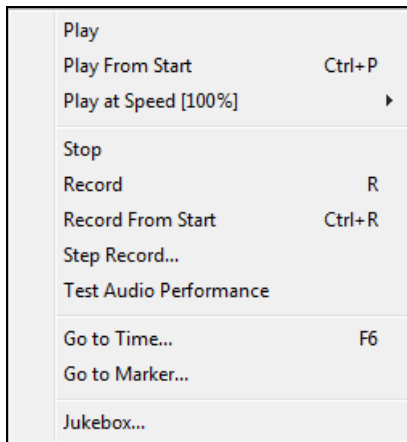 Play
Play From Start Ctrl+P
Play at Speed [100%]
Stop
Record R
Record From Start Ctrl+R
Step Record...
Test Audio Performance
Go to Time... F6
Go to Marker...
Jukebox...